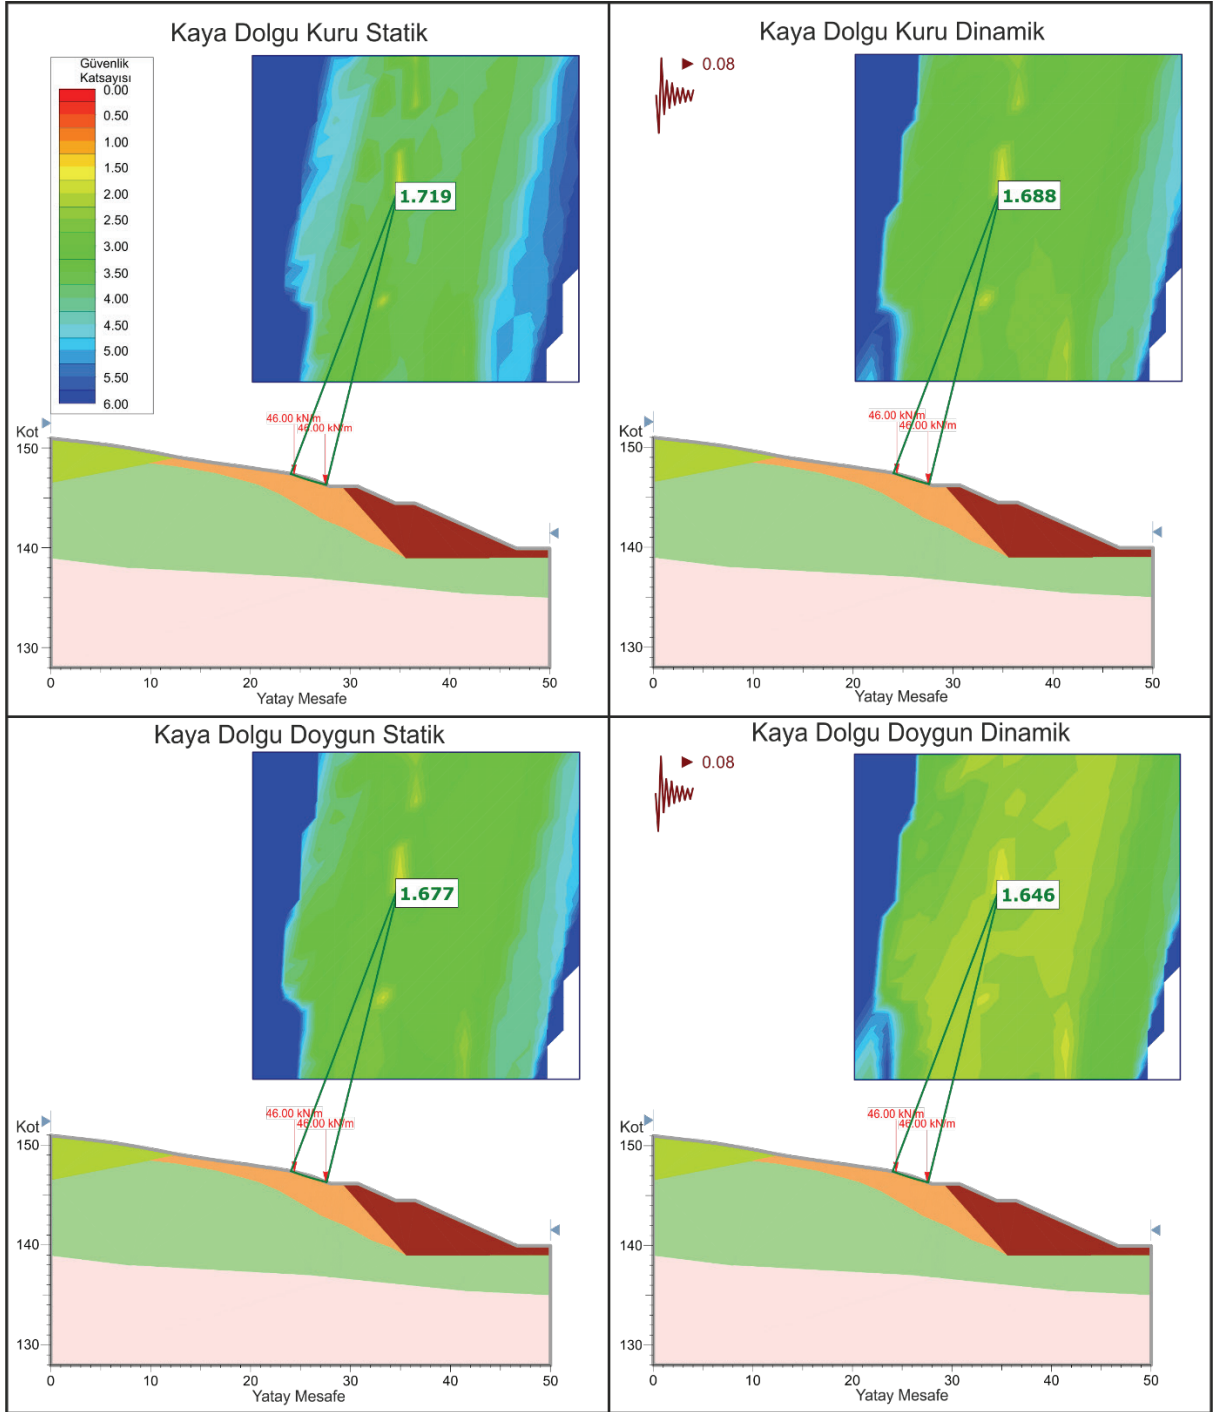 Kaya Dolgu Kuru Statik
Güvenlik
Katsayısı
0.00
0.50
1.00
1.50
2.00
2.50
3.00
3.50
4.00
4.50
5.00
5.50
6.00
1.719
46.00 kN/m
46.00 kN/m
Kot
150
140
130
0 10 20 30 40 50
Yatay Mesafe
Kaya Dolgu Kuru Dinamik
0.08
1.688
46.00 kN/m
46.00 kN/m
Kot
150
140
130
0 10 20 30 40 50
Yatay Mesafe
Kaya Dolgu Doygun Statik
1.677
46.00 kN/m
46.00 kN/m
Kot
150
140
130
0 10 20 30 40 50
Yatay Mesafe
Kaya Dolgu Doygun Dinamik
0.08
1.646
46.00 kN/m
46.00 kN/m
Kot
150
140
130
0 10 20 30 40 50
Yatay Mesafe